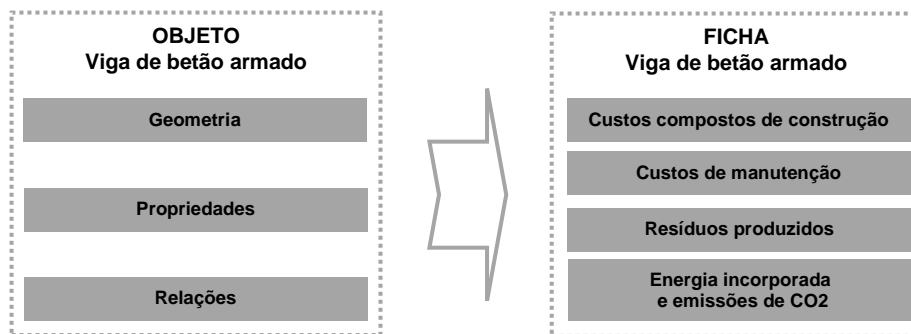 OBJETO
Viga de betão armado
Geometria
Propriedades
Relações
FICHA
Viga de betão armado
Custos compostos de construção
Custos de manutenção
Resíduos produzidos
Energia incorporada
e emissões de CO2